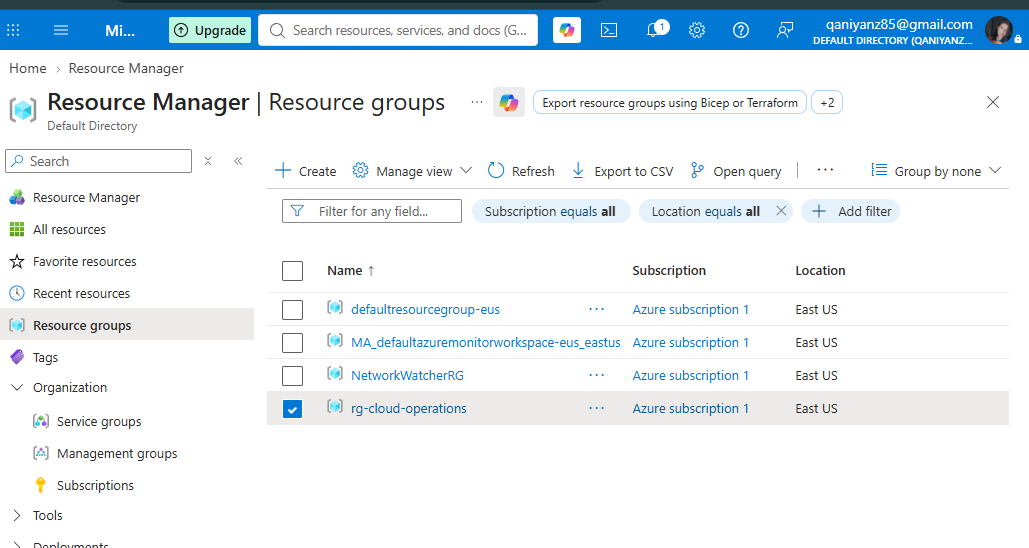 Mi... Upgrade Search resources, services, and docs (G... 1 qaniyanz85@gmail.com
DEFAULT DIRECTORY (QANIYANZ...
Home > Resource Manager
Resource Manager | Resource groups ... Export resource groups using Bicep or Terraform +2
Default Directory
Search
Create Manage view Refresh Export to CSV Open query ... Group by none
Resource Manager
All resources
Favorite resources
Recent resources
Resource groups
Tags
Organization
Service groups
Management groups
Subscriptions
Tools
Deployments
Filter for any field... Subscription equals all Location equals all Add filter
Name ↑ Subscription Location
defaultresourcegroup-eus ... Azure subscription 1 East US
MA_defaultazuremonitorworkspace-eus_eastus ... Azure subscription 1 East US
NetworkWatcherRG ... Azure subscription 1 East US
rg-cloud-operations ... Azure subscription 1 East US